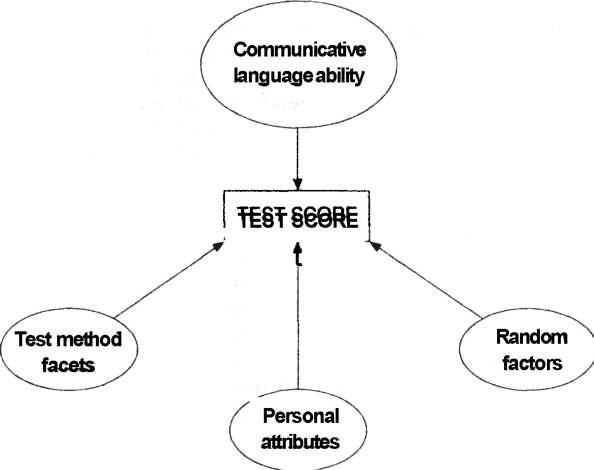 Communicative
language ability
TEST SCORE
Test method
facets
Random
factors
Personal
attributes